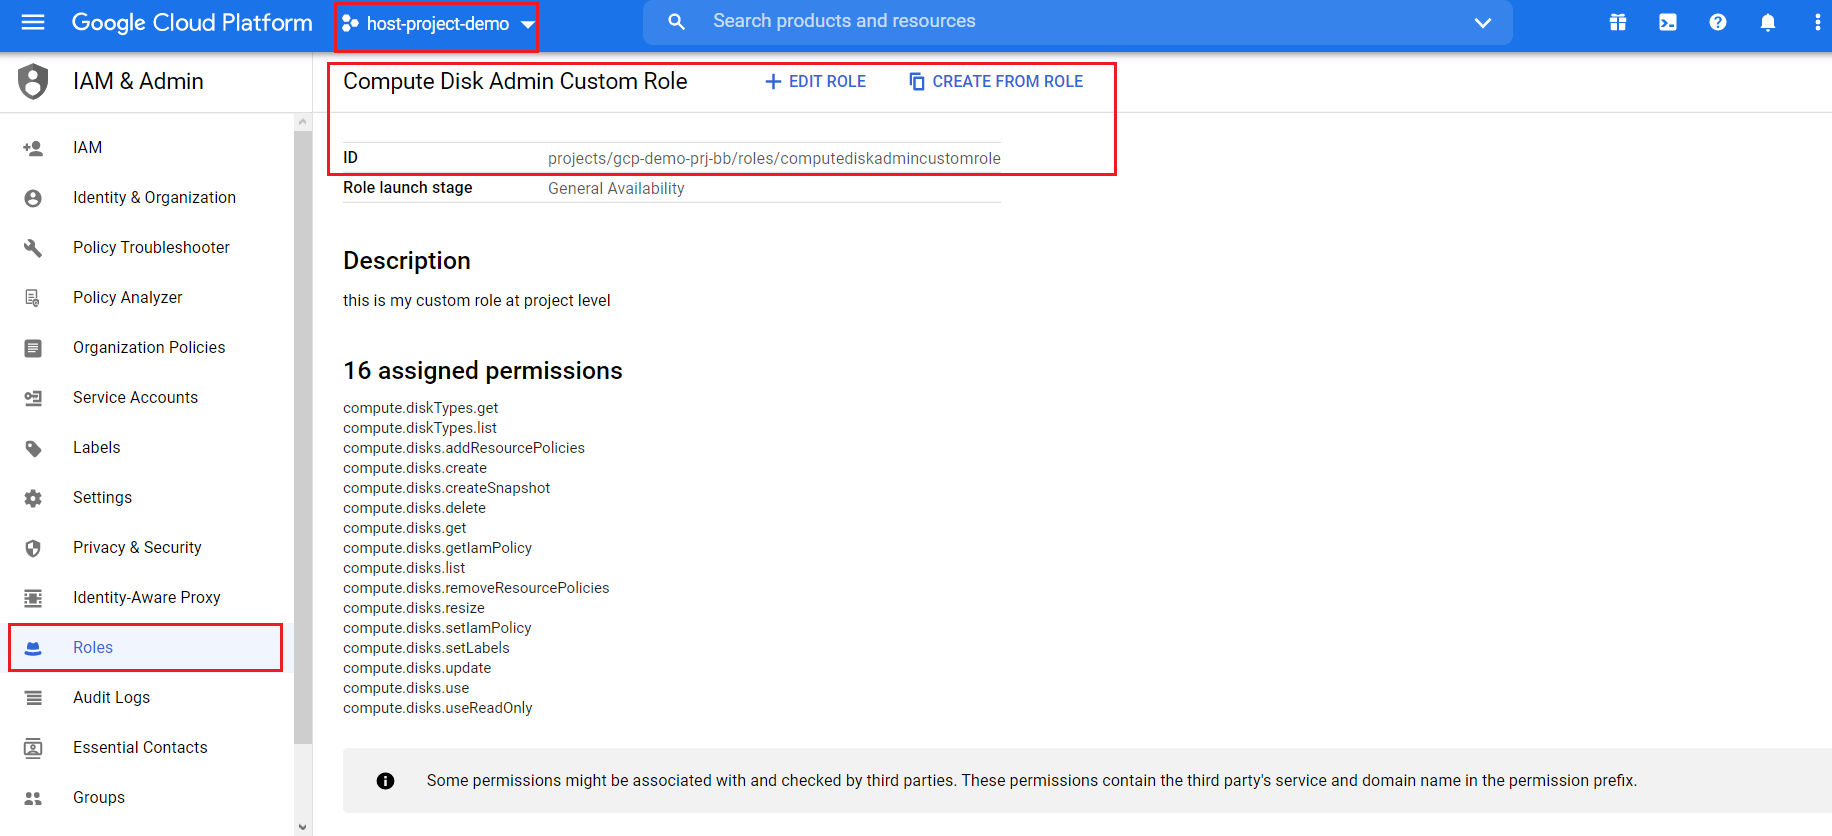 Google Cloud Platform host-project-demo Search products and resources
IAM & Admin
Compute Disk Admin Custom Role EDIT ROLE CREATE FROM ROLE
IAM
Identity & Organization
Policy Troubleshooter
Policy Analyzer
Organization Policies
Service Accounts
Labels
Settings
Privacy & Security
Identity-Aware Proxy
Roles
Audit Logs
Essential Contacts
Groups
ID projects/gcp-demo-prj-bb/roles/computediskadmincustomrole
Role launch stage General Availability
Description
this is my custom role at project level
16 assigned permissions
compute.diskTypes.get
compute.diskTypes.list
compute.disks.addResourcePolicies
compute.disks.create
compute.disks.createSnapshot
compute.disks.delete
compute.disks.get
compute.disks.getIamPolicy
compute.disks.list
compute.disks.removeResourcePolicies
compute.disks.resize
compute.disks.setIamPolicy
compute.disks.setLabels
compute.disks.update
compute.disks.use
compute.disks.useReadOnly
Some permissions might be associated with and checked by third parties. These permissions contain the third party's service and domain name in the permission prefix.